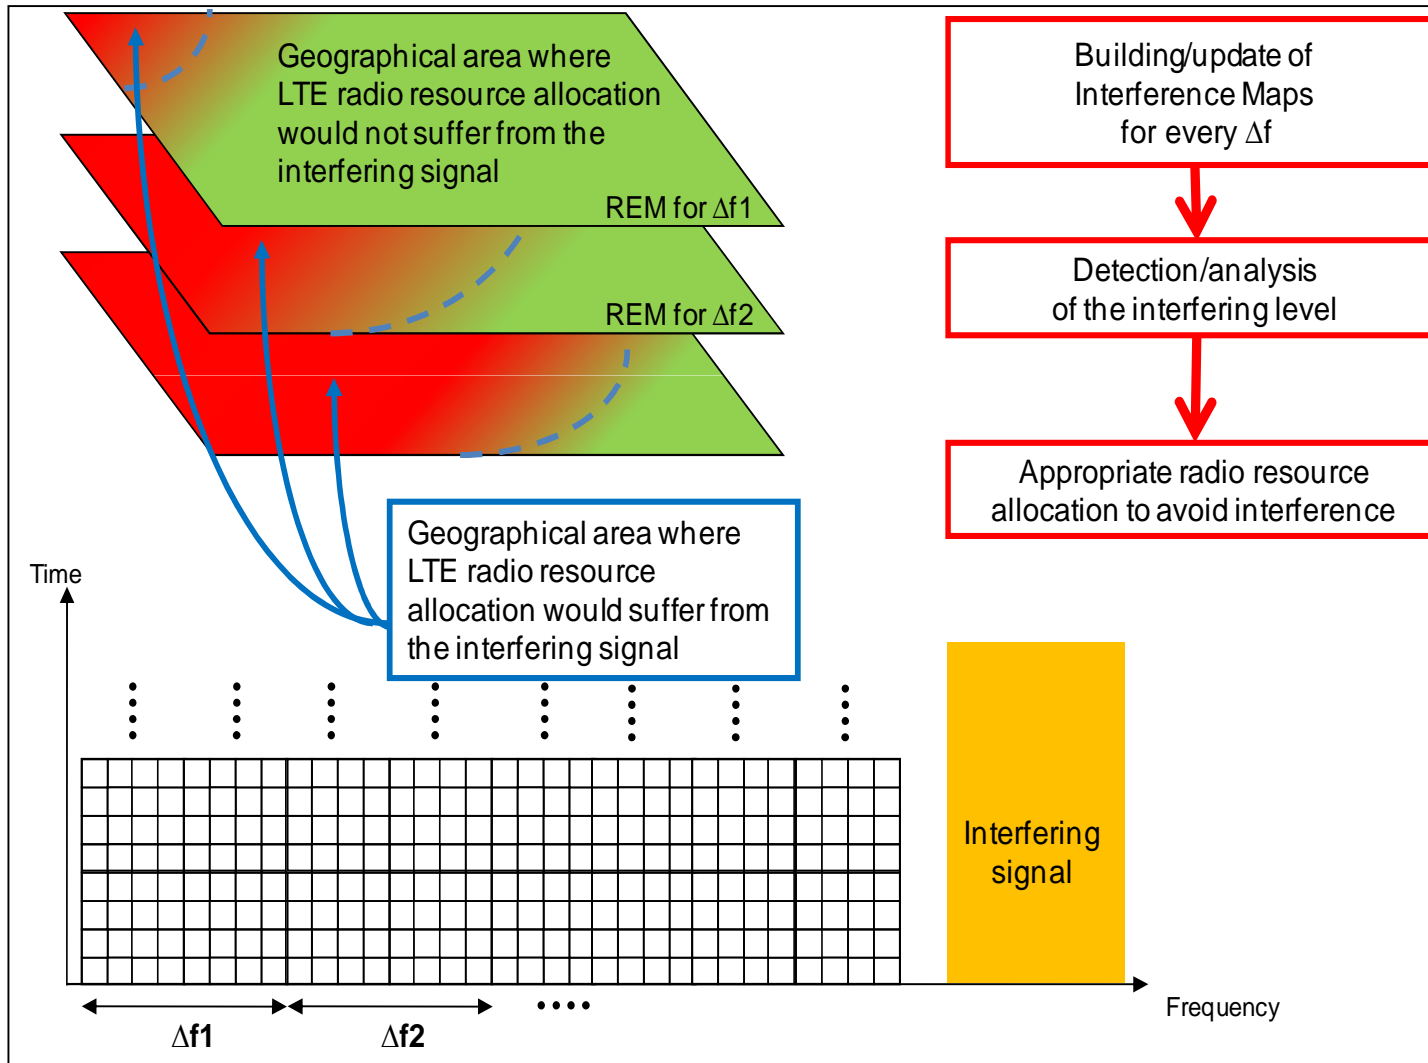 Geographical area where
LTE radio resource allocation
would not suffer from the
interfering signal
REM for Δf1
REM for Δf2
Building/update of
Interference Maps
for every Δf
Detection/analysis
of the interfering level
Appropriate radio resource
allocation to avoid interference
Geographical area where
LTE radio resource
allocation would suffer from
the interfering signal
Time
Interfering
signal
Frequency
Δf1
Δf2